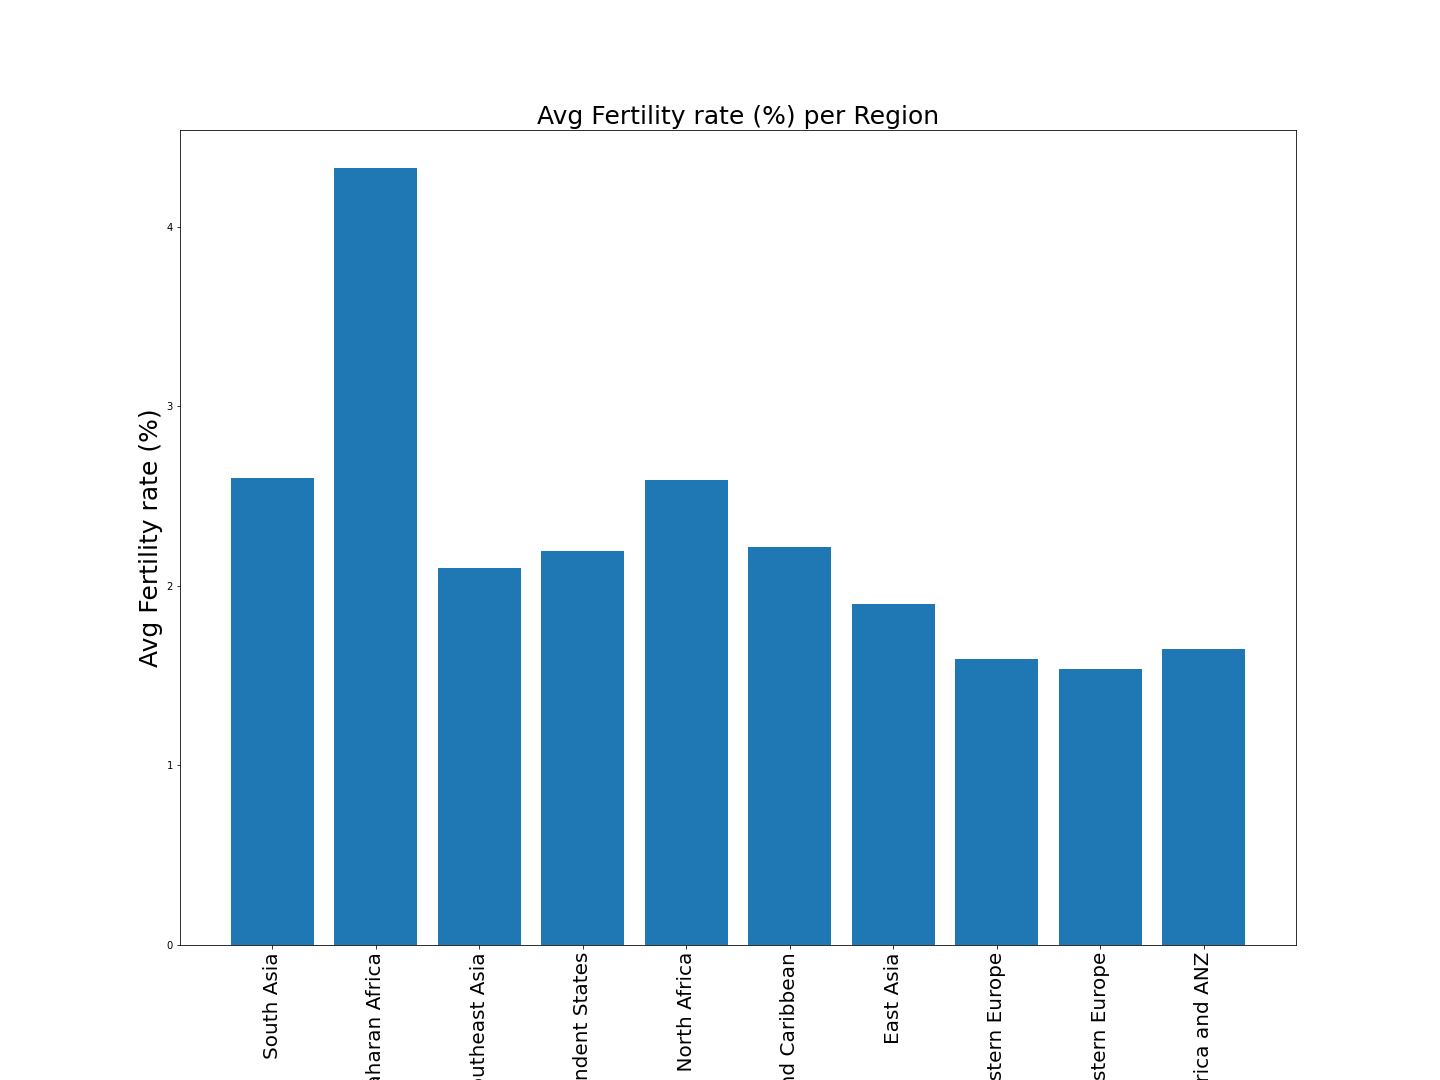 Avg Fertility rate (%) per Region
Avg Fertility rate (%)
4
3
2
1
0
South Asia
aharan Africa
outheast Asia
ndent States
North Africa
nd Caribbean
East Asia
stern Europe
stern Europe
rica and ANZ